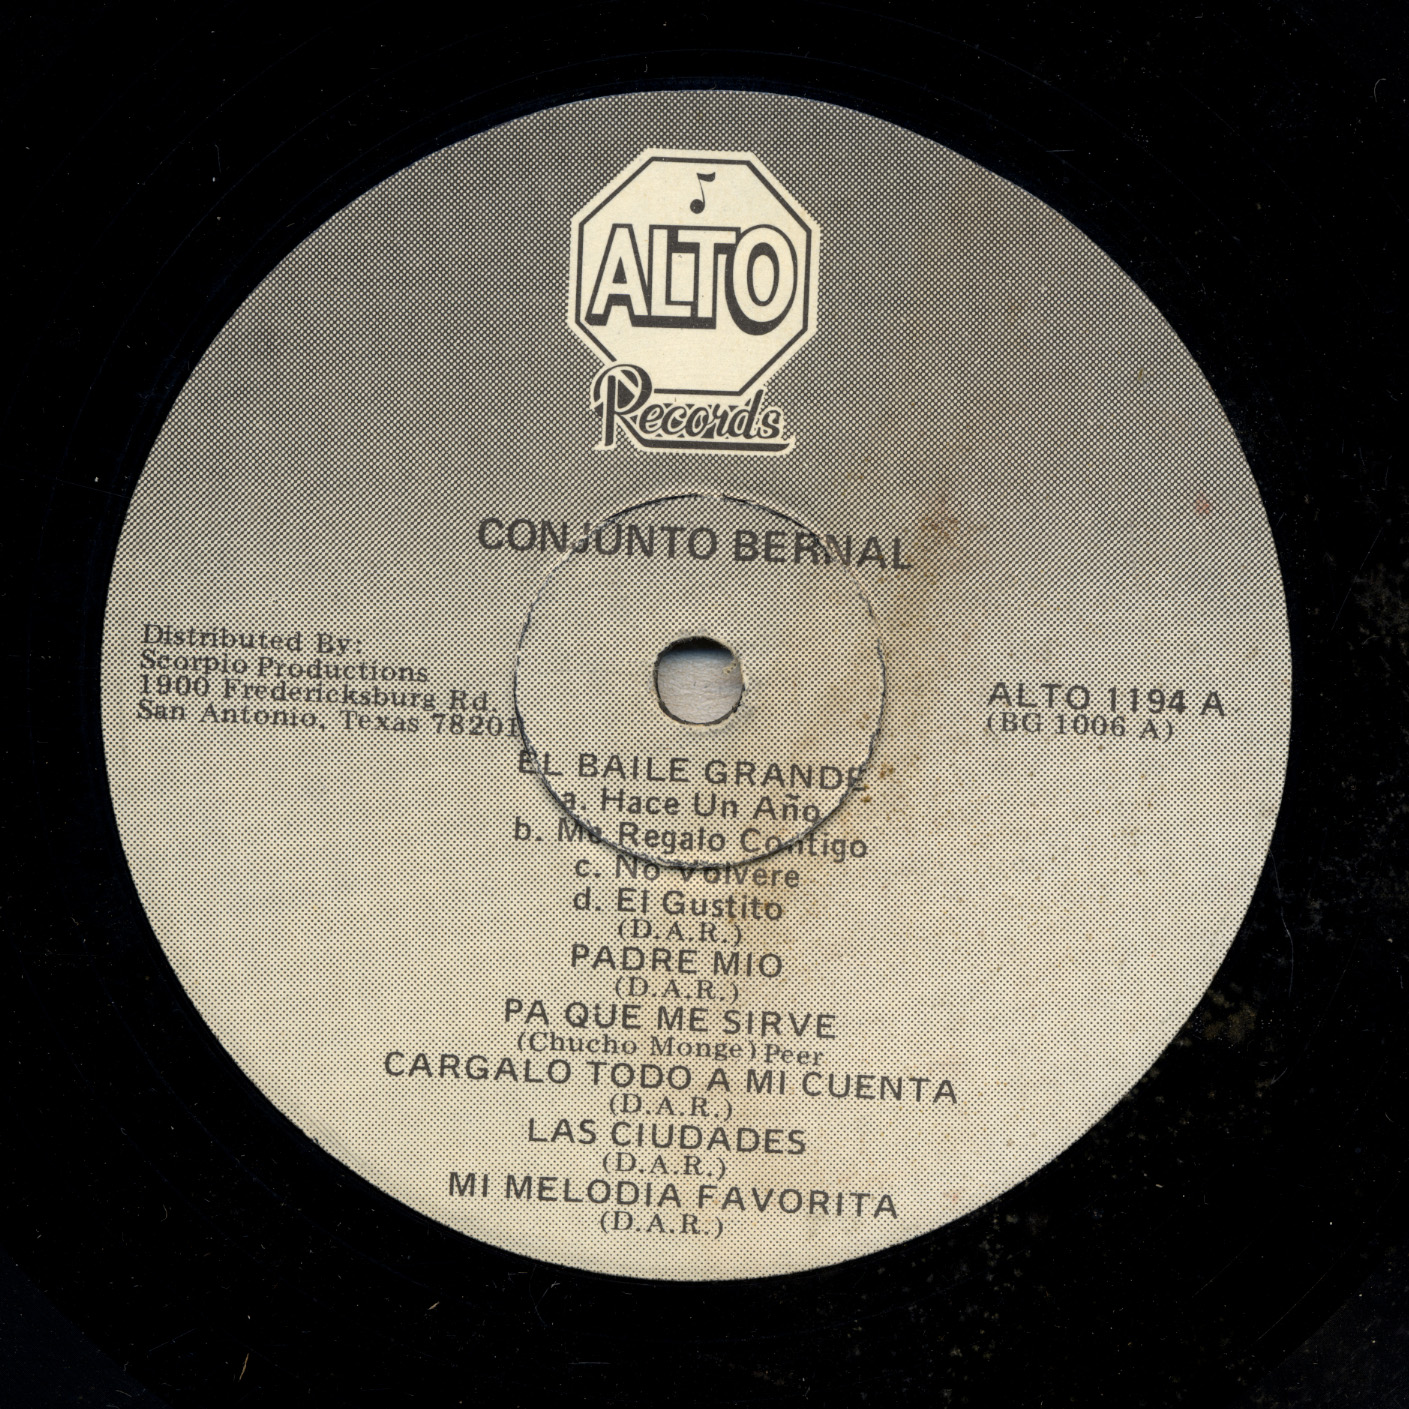 ALTO
Records
CONJUNTO BERNAL
Distributed By:
Scorpio Productions
1900 Fredericksburg Rd.
San Antonio, Texas 78201
ALTO 1194 A
(BG 1006 A)
EL BAILE GRANDE
a. Hace Un Año
b. Me Regalo Contigo
c. No Volvere
d. El Gustito
(D.A.R.)
PADRE MIO
(D.A.R.)
PA QUE ME SIRVE
(Chucho Monge) Peer
CARGALO TODO A MI CUENTA
(D.A.R.)
LAS CIUDADES
(D.A.R.)
MI MELODIA FAVORITA
(D.A.R.)